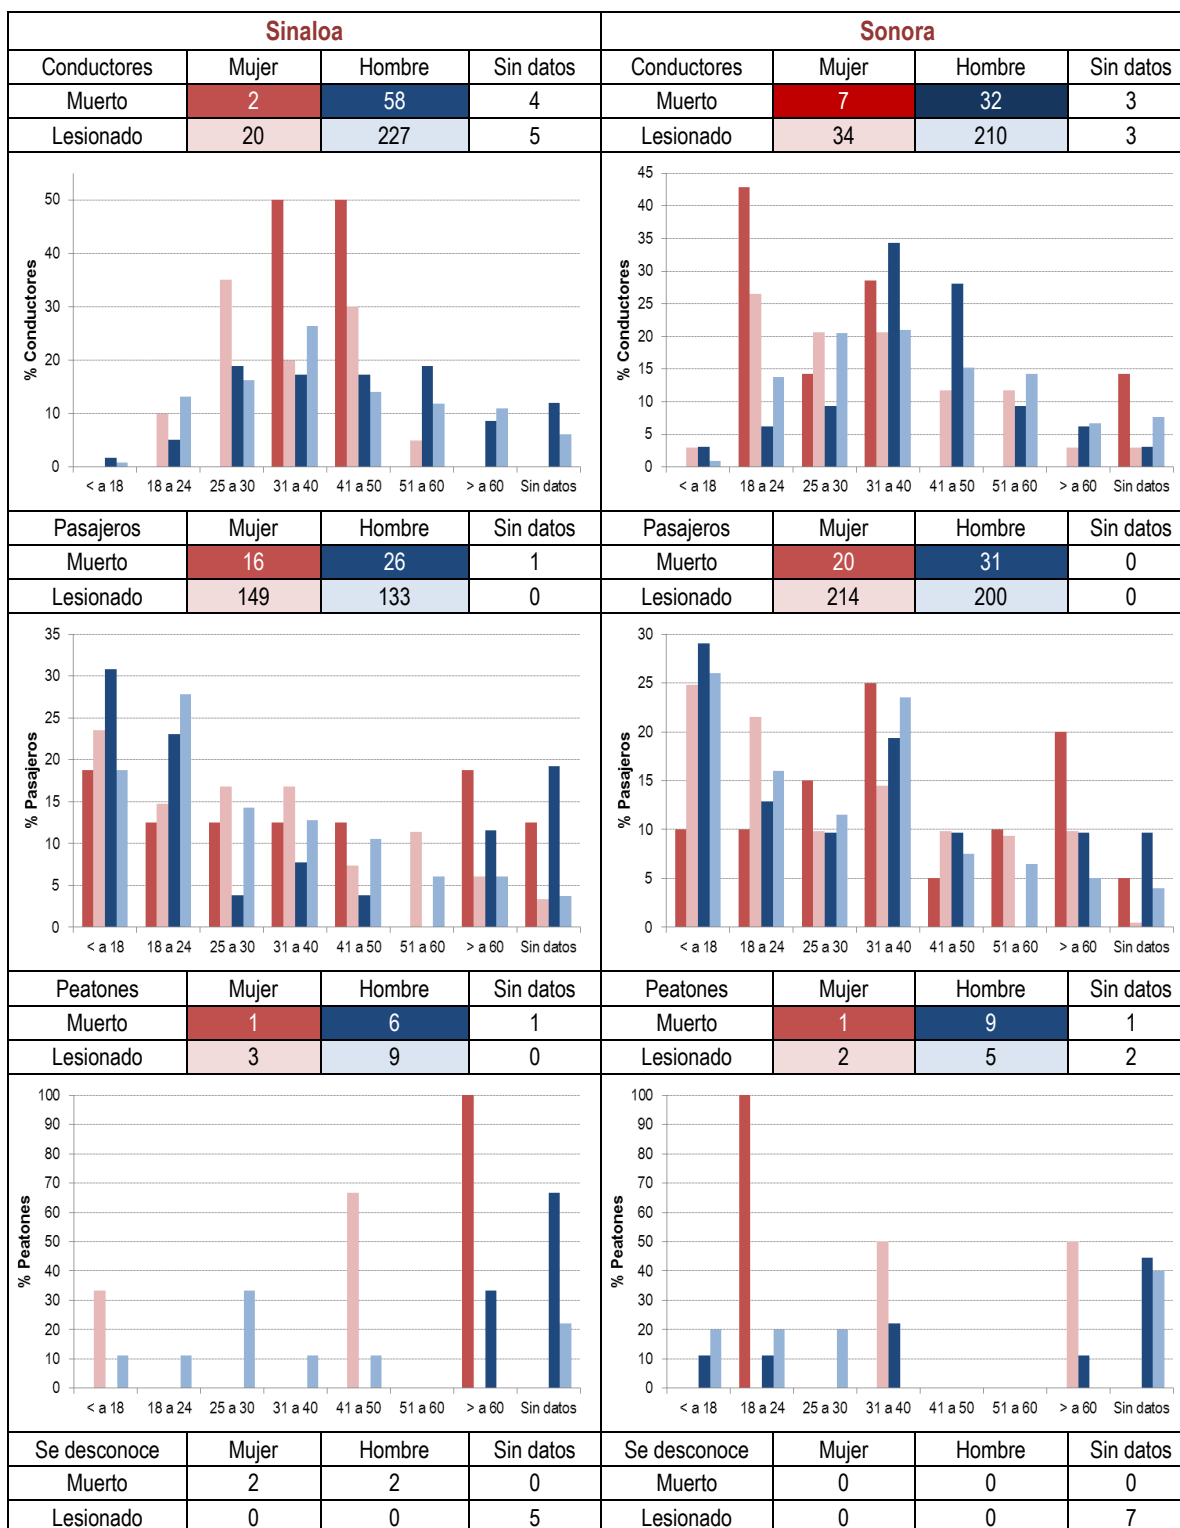 Sinaloa Sonora
Conductores Mujer Hombre Sin datos Conductores Mujer Hombre Sin datos
Muerto 2 58 4 Muerto 7 32 3
Lesionado 20 227 5 Lesionado 34 210 3
% Conductores
50
40
30
20
10
0
< a 18 18 a 24 25 a 30 31 a 40 41 a 50 51 a 60 > a 60 Sin datos
% Conductores
45
40
35
30
25
20
15
10
5
0
< a 18 18 a 24 25 a 30 31 a 40 41 a 50 51 a 60 > a 60 Sin datos
Pasajeros Mujer Hombre Sin datos Pasajeros Mujer Hombre Sin datos
Muerto 16 26 1 Muerto 20 31 0
Lesionado 149 133 0 Lesionado 214 200 0
% Pasajeros
35
30
25
20
15
10
5
0
< a 18 18 a 24 25 a 30 31 a 40 41 a 50 51 a 60 > a 60 Sin datos
% Pasajeros
30
25
20
15
10
5
0
< a 18 18 a 24 25 a 30 31 a 40 41 a 50 51 a 60 > a 60 Sin datos
Peatones Mujer Hombre Sin datos Peatones Mujer Hombre Sin datos
Muerto 1 6 1 Muerto 1 9 1
Lesionado 3 9 0 Lesionado 2 5 2
% Peatones
100
90
80
70
60
50
40
30
20
10
0
< a 18 18 a 24 25 a 30 31 a 40 41 a 50 51 a 60 > a 60 Sin datos
% Peatones
100
90
80
70
60
50
40
30
20
10
0
< a 18 18 a 24 25 a 30 31 a 40 41 a 50 51 a 60 > a 60 Sin datos
Se desconoce Mujer Hombre Sin datos Se desconoce Mujer Hombre Sin datos
Muerto 2 2 0 Muerto 0 0 0
Lesionado 0 0 5 Lesionado 0 0 7